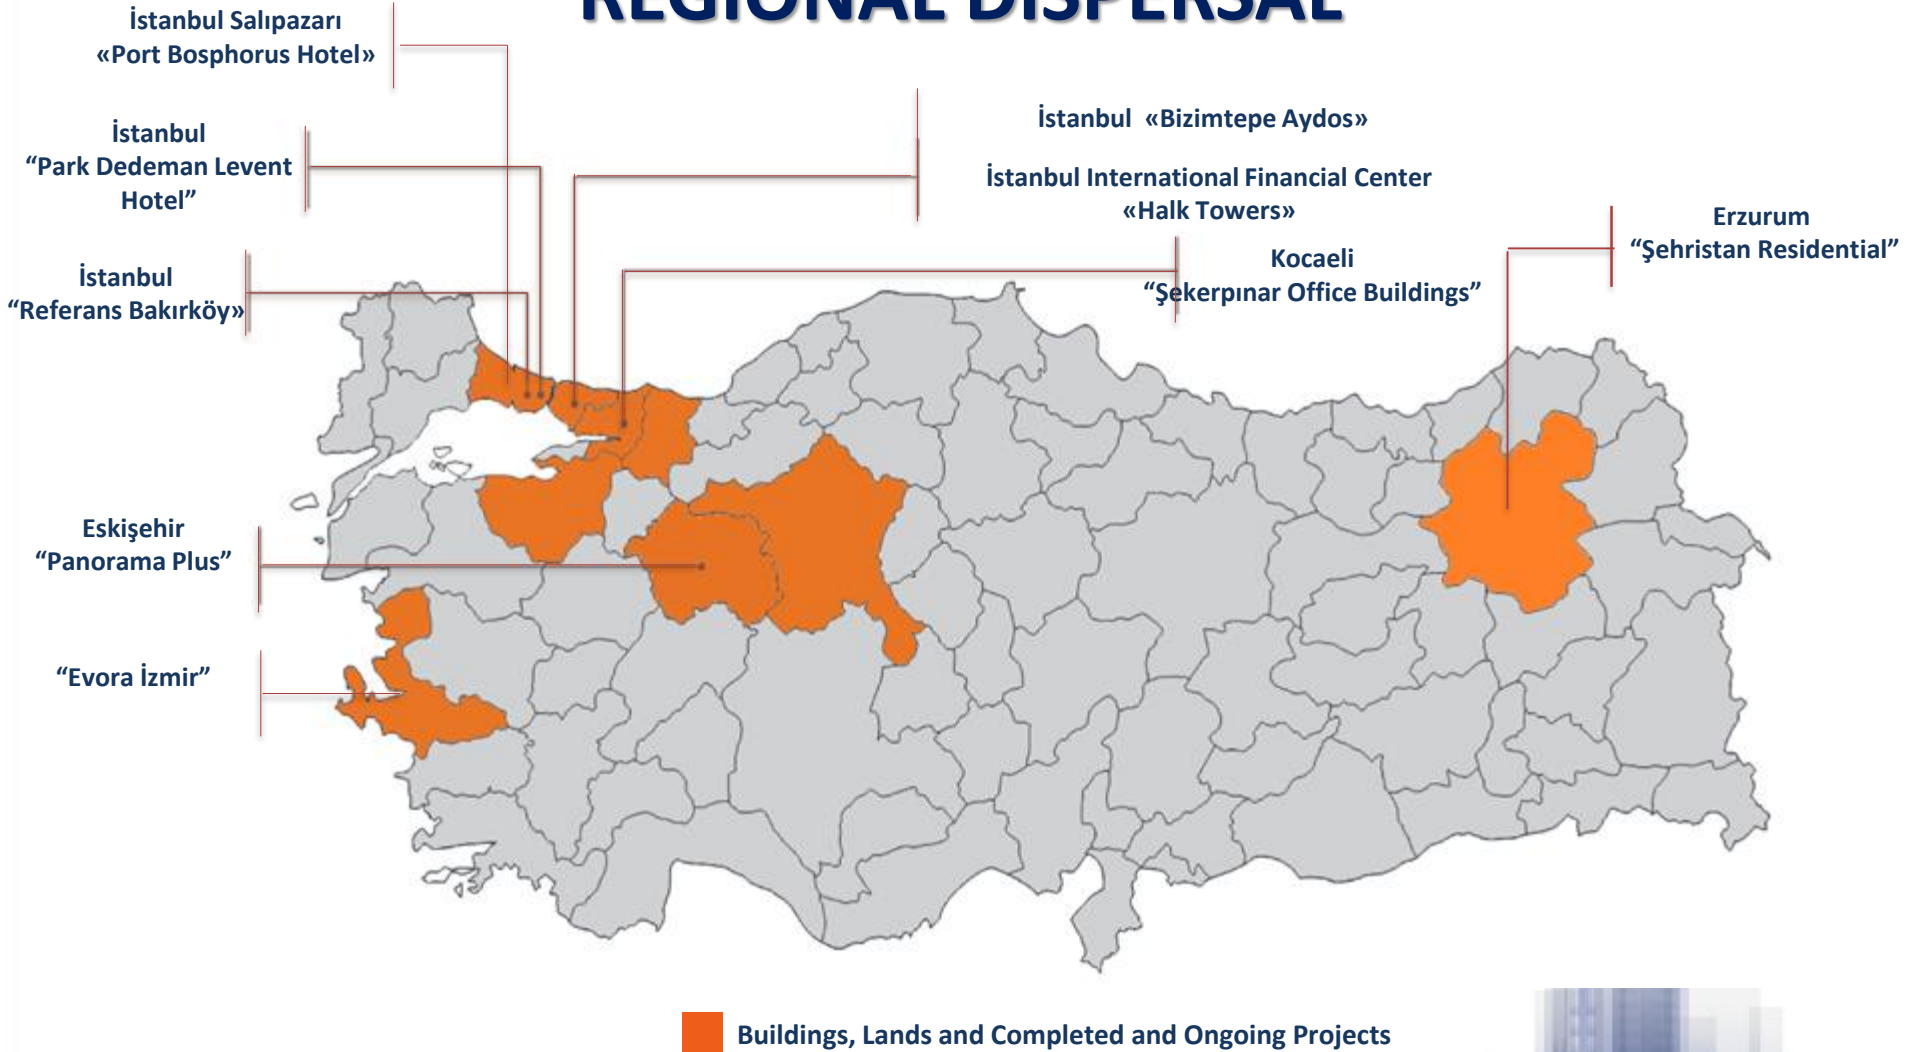 REGIONAL DISPERSAL
İstanbul Salıpazarı
«Port Bosphorus Hotel»
İstanbul
“Park Dedeman Levent
Hotel”
İstanbul
“Referans Bakırköy»
İstanbul «Bizimtepe Aydos»
İstanbul International Financial Center
«Halk Towers»
Kocaeli
“Şekerpınar Office Buildings”
Erzurum
“Şehristan Residential”
Eskişehir
“Panorama Plus”
“Evora İzmir”
Buildings, Lands and Completed and Ongoing Projects